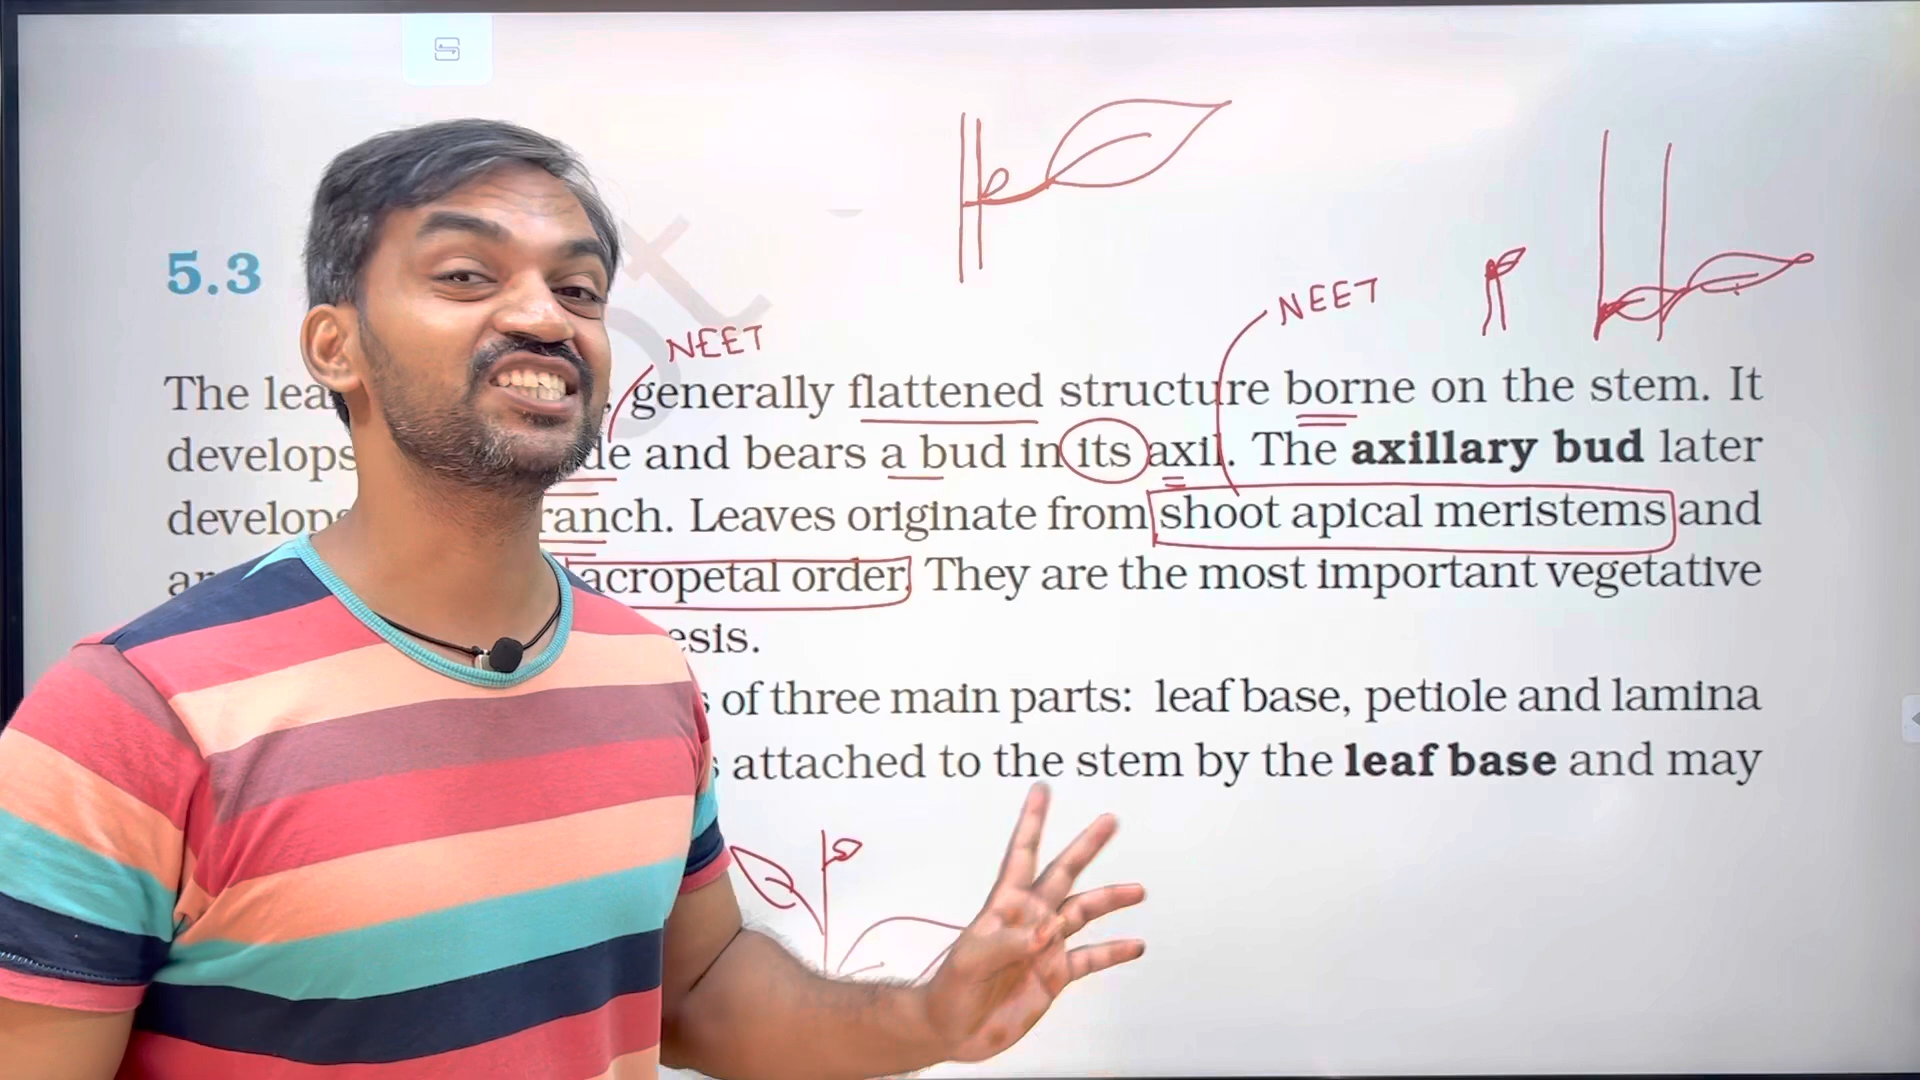 5.3
NEET
NEET
The lea , generally flattened structure borne on the stem. It
develops de and bears a bud in its axil. The axillary bud later
develop ranch. Leaves originate from shoot apical meristems and
acropetal order. They are the most important vegetative
esis.
s of three main parts: leaf base, petiole and lamina
s attached to the stem by the leaf base and may